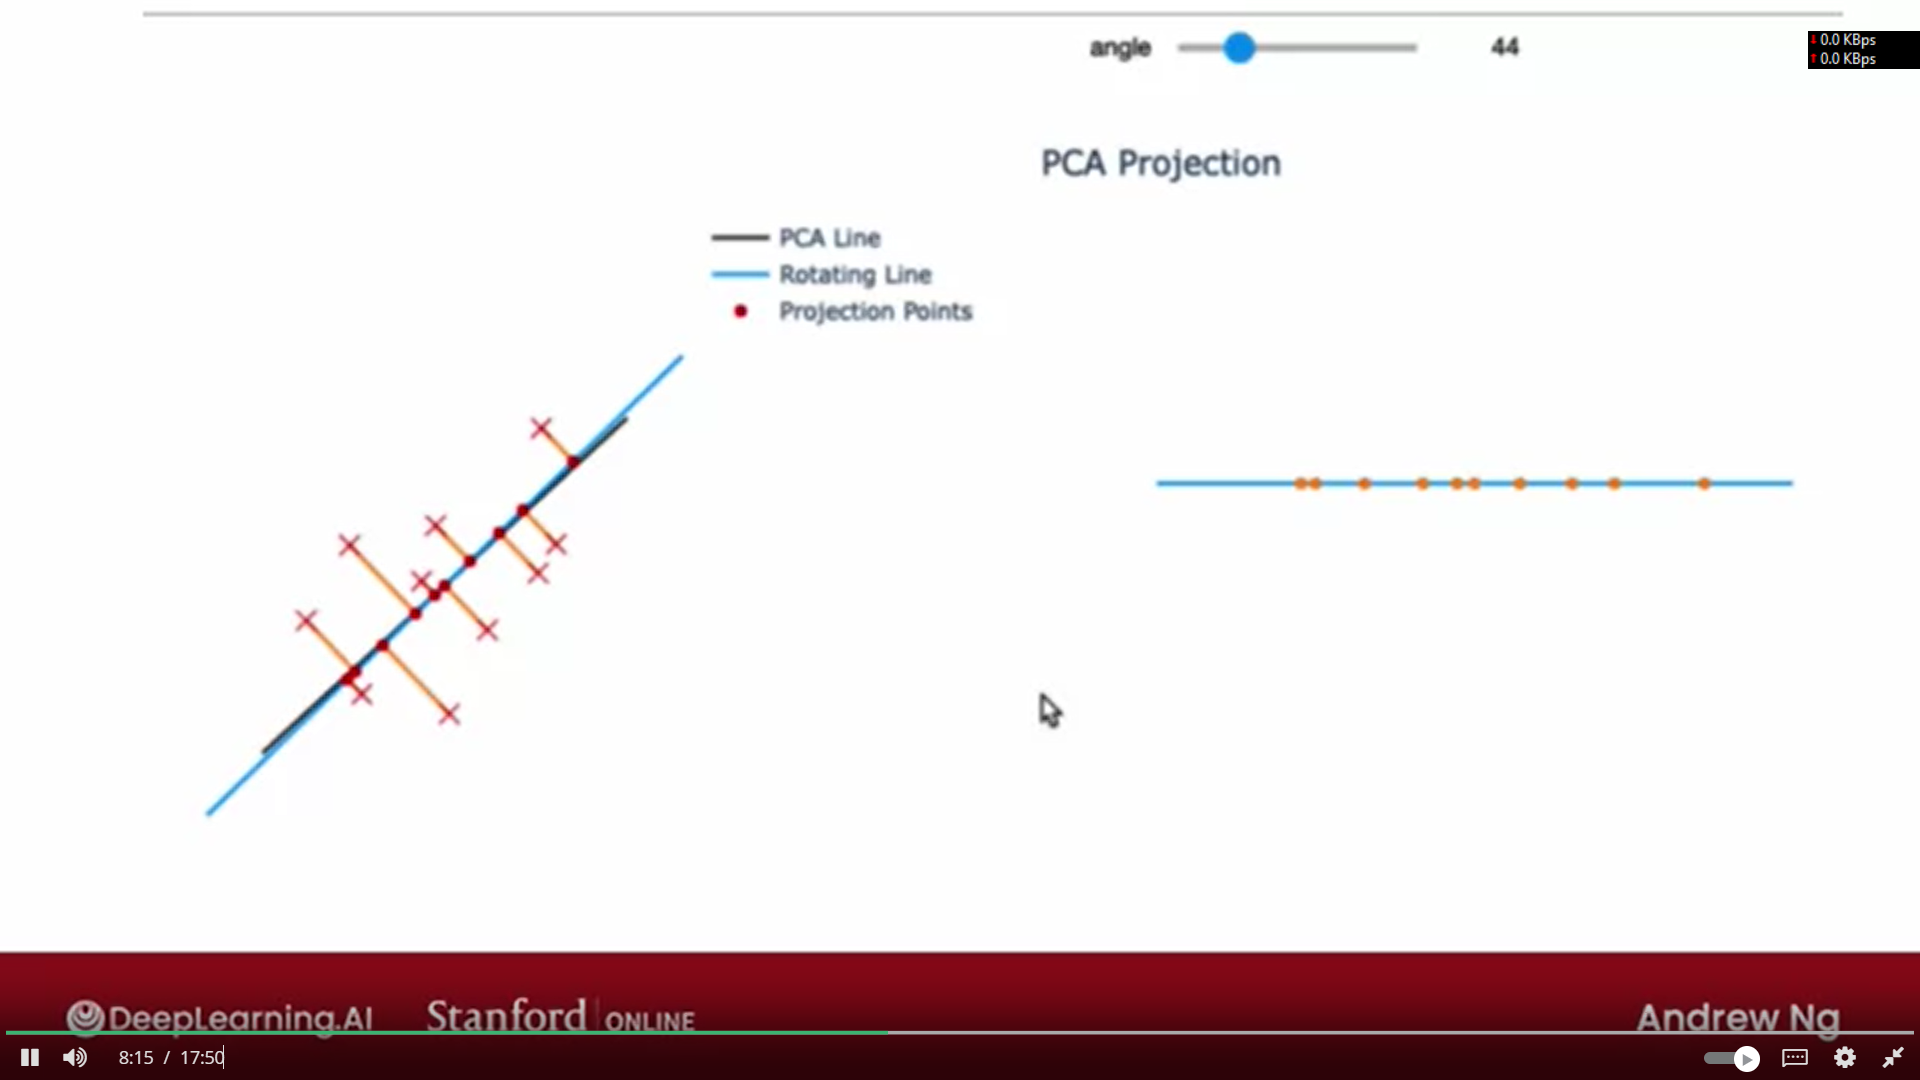 angle 44
↓ 0.0 KBps
↑ 0.0 KBps
PCA Projection
PCA Line
Rotating Line
Projection Points
DeepLearning.AI
Stanford ONLINE
Andrew Ng
8:15 / 17:50